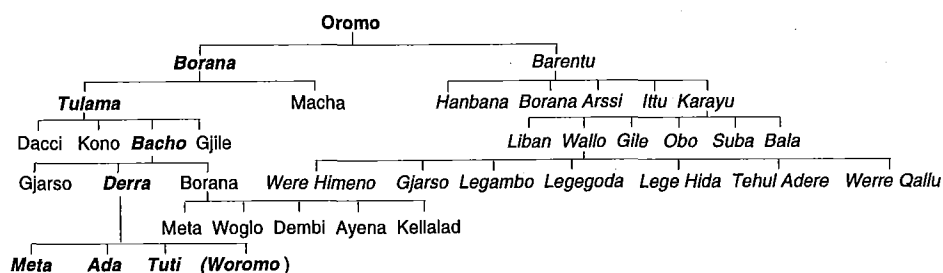 Oromo
Borana Barentu
Tulama Macha Hanbana Borana Arssi Ittu Karayu
Dacci Kono Bacho Gjile Liban Wallo Gile Obo Suba Bala
Gjarso Derra Borana Were Himeno Gjarso Legambo Legegoda Lege Hida Tehul Adere Werre Qallu
Meta Woglo Dembi Ayena Kellalad
Meta Ada Tuti (Woromo)